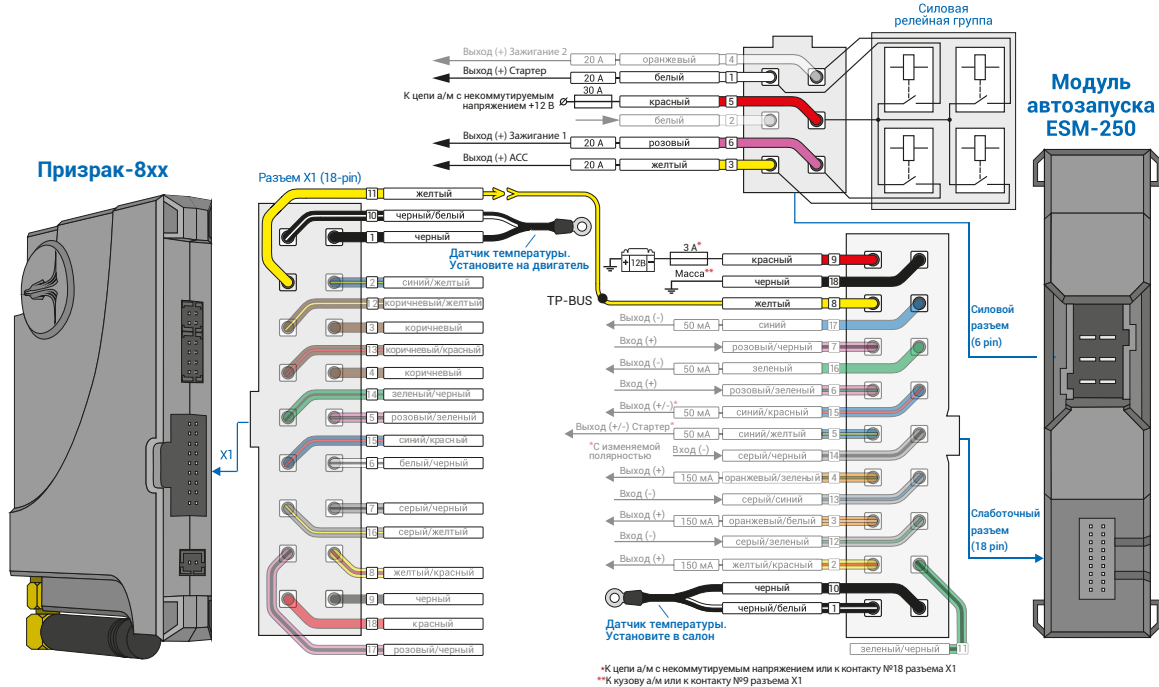 Силовая
релейная группа
Выход (+) Зажигание 2
20 А
оранжевый
4
Выход (+) Стартер
20 А
белый
1
К цепи а/м с некоммутируемым
напряжением +12 В
30 А
красный
5
белый
2
Выход (+) Зажигание 1
20 А
розовый
6
Выход (+) АСС
20 А
желтый
3
Модуль
автозапуска
ESM-250
Призрак-8хх
Разъем X1 (18-pin)
11
желтый
10
черный/белый
1
черный
Датчик температуры.
Установите на двигатель
2
синий/желтый
12
коричневый/желтый
3
коричневый
13
коричневый/красный
4
коричневый
14
зеленый/черный
5
розовый/зеленый
15
синий/красный
6
белый/черный
7
серый/черный
16
серый/желтый
8
желтый/красный
9
черный
18
красный
17
розовый/черный
X1
TP-BUS
+ 12В −
3 А*
красный
9
Масса**
черный
18
желтый
8
Выход (-)
50 мА
синий
17
Вход (+)
розовый/черный
7
Выход (-)
50 мА
зеленый
16
Вход (+)
розовый/зеленый
6
Выход (+/-)*
50 мА
синий/красный
15
Выход (+/-) Стартер*
50 мА
синий/желтый
5
*С изменяемой
полярностью
Вход (-)
серый/черный
14
Выход (+)
150 мА
оранжевый/зеленый
4
Вход (-)
серый/синий
13
Выход (+)
150 мА
оранжевый/белый
3
Вход (-)
серый/зеленый
12
Выход (+)
150 мА
желтый/красный
2
черный
10
черный/белый
1
Датчик температуры.
Установите в салон
зеленый/черный
11
Силовой
разъем
(6 pin)
Слаботочный
разъем
(18 pin)
*К цепи а/м с некоммутируемым напряжением или к контакту №18 разъема X1
**К кузову а/м или к контакту №9 разъема X1